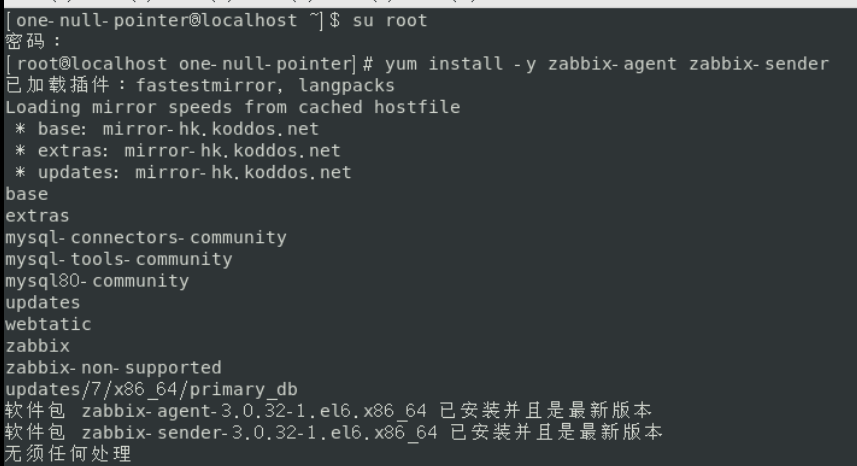 [one-null-pointer@localhost ~]$ su root
密码：
[root@localhost one-null-pointer]# yum install -y zabbix-agent zabbix-sender
已加载插件：fastestmirror, langpacks
Loading mirror speeds from cached hostfile
 * base: mirror-hk.koddos.net
 * extras: mirror-hk.koddos.net
 * updates: mirror-hk.koddos.net
base
extras
mysql-connectors-community
mysql-tools-community
mysql80-community
updates
webtatic
zabbix
zabbix-non-supported
updates/7/x86_64/primary_db
软件包 zabbix-agent-3.0.32-1.el6.x86_64 已安装并且是最新版本
软件包 zabbix-sender-3.0.32-1.el6.x86_64 已安装并且是最新版本
无须任何处理